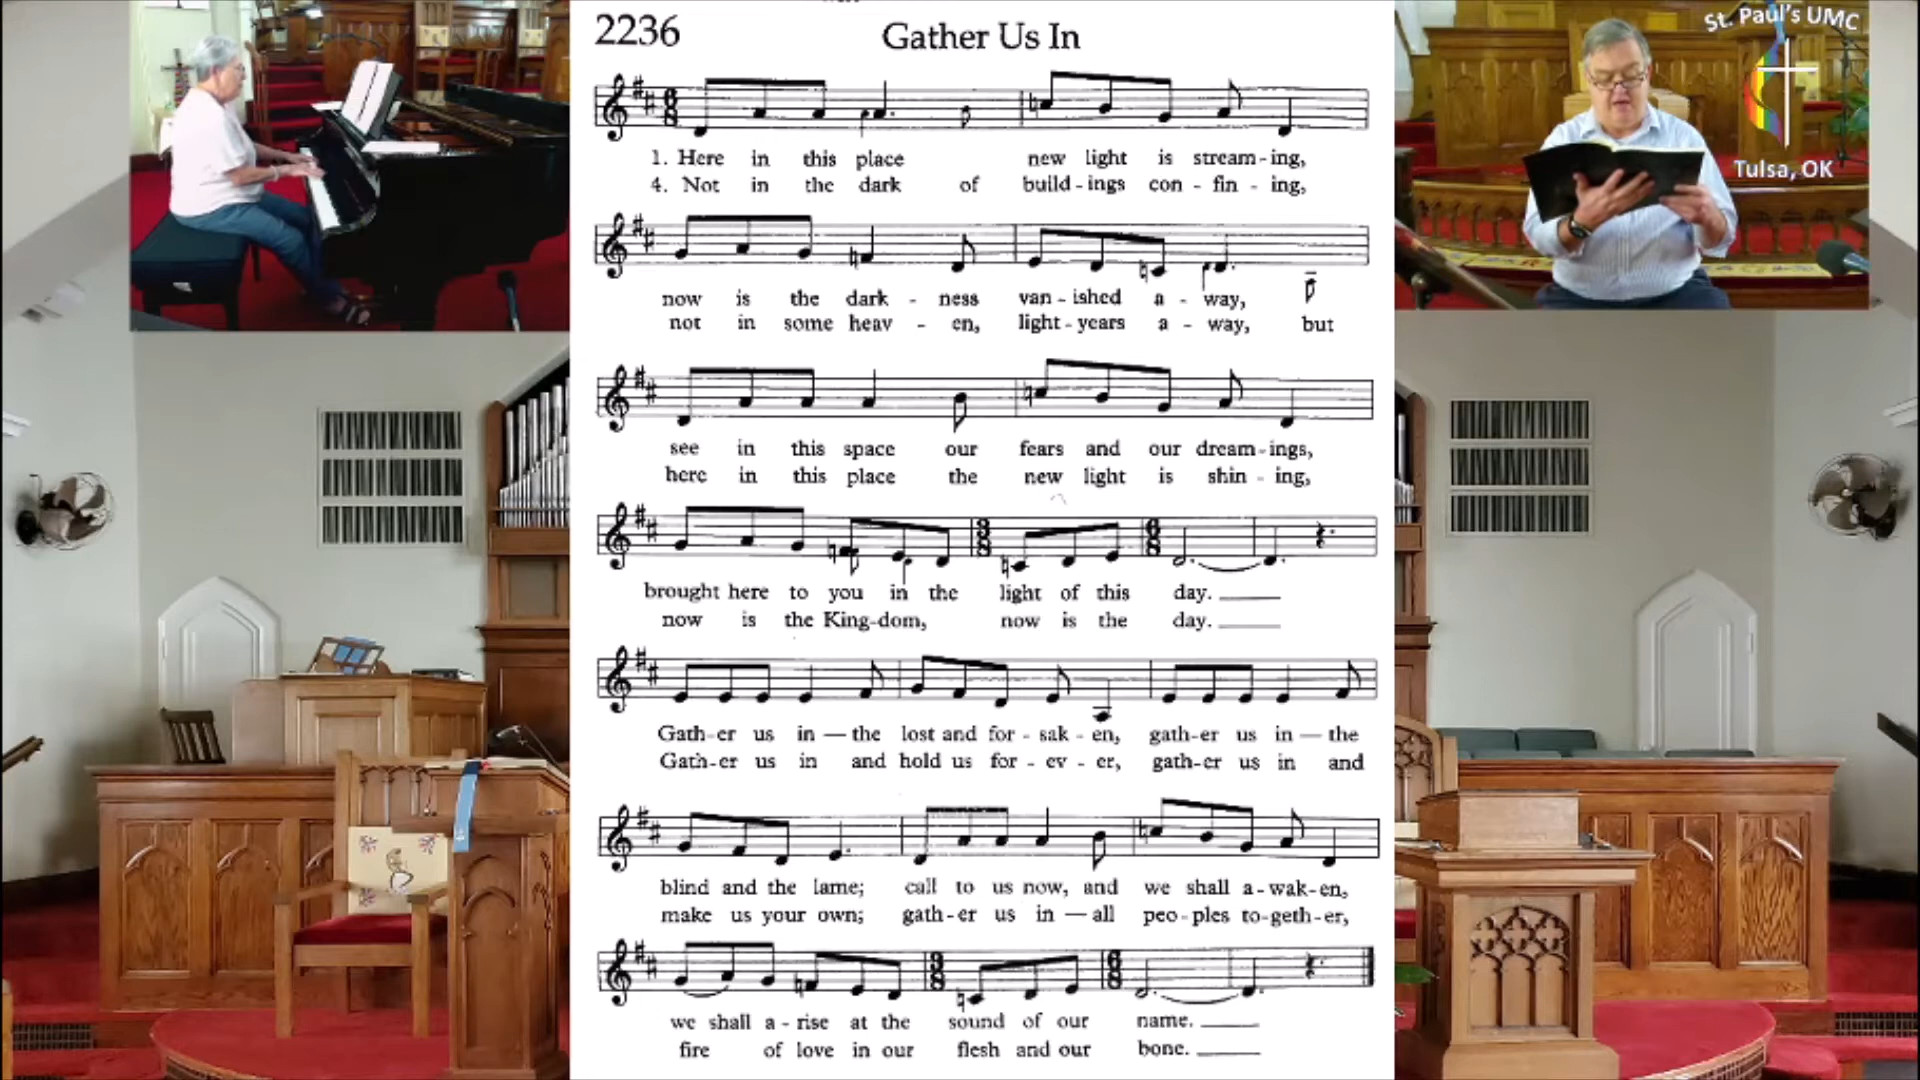 2236 Gather Us In
1. Here in this place new light is stream-ing,
4. Not in the dark of build-ings con-fin-ing,
now is the dark-ness van-ished a-way,
not in some heav-en, light-years a-way, but
see in this space our fears and our dream-ings,
here in this place the new light is shin-ing,
brought here to you in the light of this day.
now is the King-dom, now is the day.
Gath-er us in — the lost and for-sak-en, gath-er us in — the
Gath-er us in and hold us for-ev-er, gath-er us in and
blind and the lame; call to us now, and we shall a-wak-en,
make us your own; gath-er us in — all peo-ples to-geth-er,
we shall a-rise at the sound of our name.
fire of love in our flesh and our bone.
St. Paul's UMC
Tulsa, OK